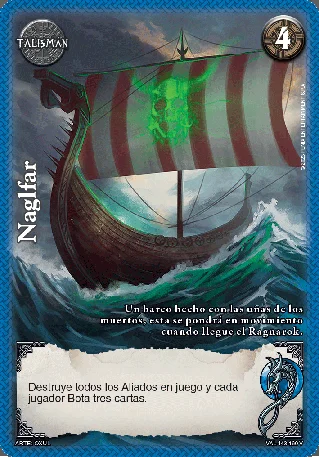 TALISMAN
4
Naglfar
Un barco hecho con las uñas de los
muertos, esta se pondrá en movimiento
cuando llegue el Ragnarok.
Destruye todos los Aliados en juego y cada
jugador Bota tres cartas.